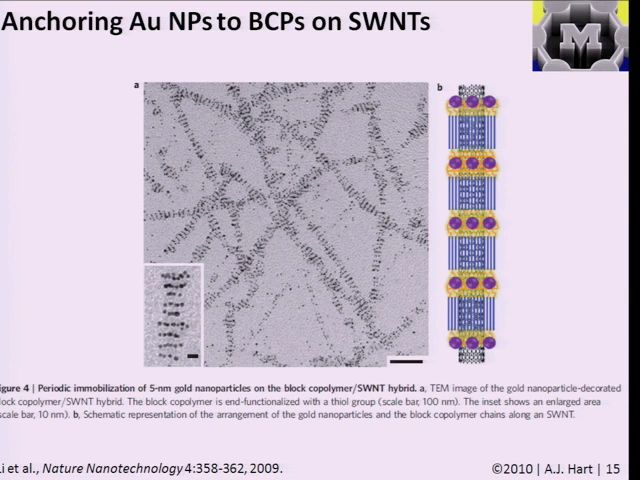 Anchoring Au NPs to BCPs on SWNTs
M
a
b
igure 4 | Periodic immobilization of 5-nm gold nanoparticles on the block copolymer/SWNT hybrid. a, TEM image of the gold nanoparticle-decorated
lock copolymer/SWNT hybrid. The block copolymer is end-functionalized with a thiol group (scale bar, 100 nm). The inset shows an enlarged area
scale bar, 10 nm). b, Schematic representation of the arrangement of the gold nanoparticles and the block copolymer chains along an SWNT.
Li et al., Nature Nanotechnology 4:358-362, 2009.
©2010 | A.J. Hart | 15